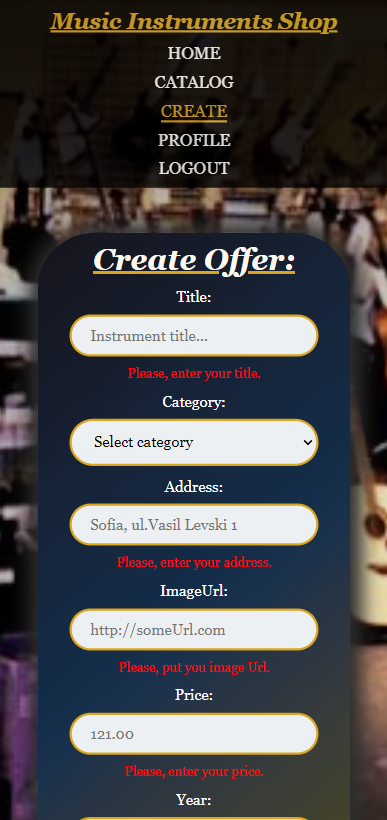 Music Instruments Shop
HOME
CATALOG
CREATE
PROFILE
LOGOUT
Create Offer:
Title:
Instrument title...
Please, enter your title.
Category:
Select category
Address:
Sofia, ul.Vasil Levski 1
Please, enter your address.
ImageUrl:
http://someUrl.com
Please, put you image Url.
Price:
121.00
Please, enter your price.
Year: